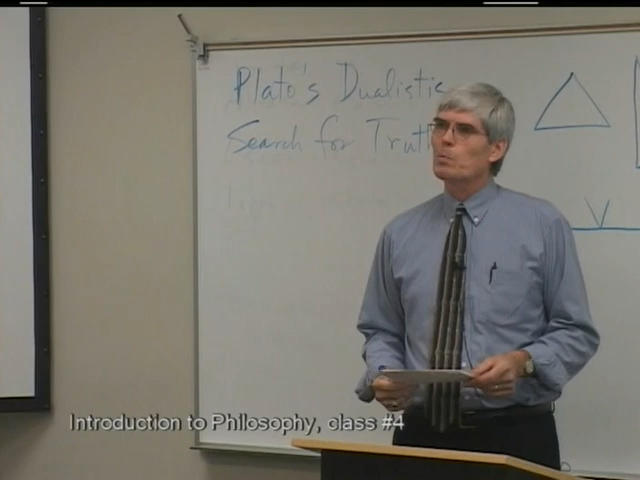 Plato's Dualistic
Search for Truth
V
Introduction to Philosophy, class #4